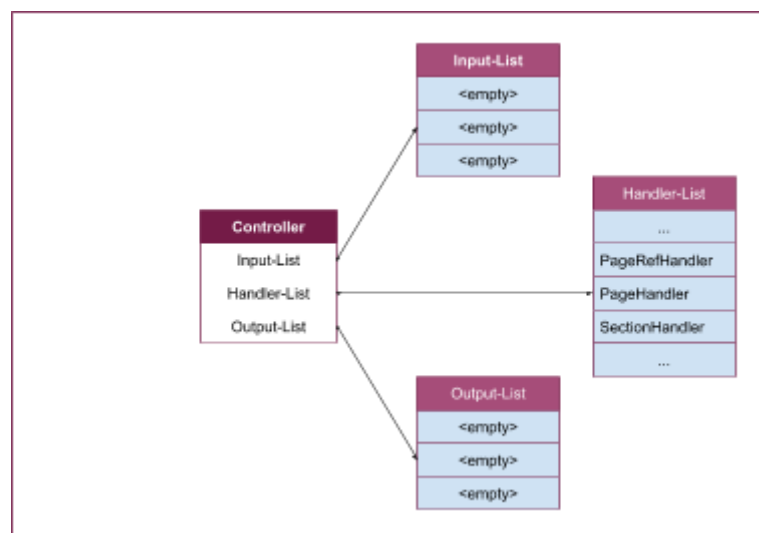 Input-List
<empty>
<empty>
<empty>
Handler-List
...
PageRefHandler
PageHandler
SectionHandler
...
Controller
Input-List
Handler-List
Output-List
Output-List
<empty>
<empty>
<empty>